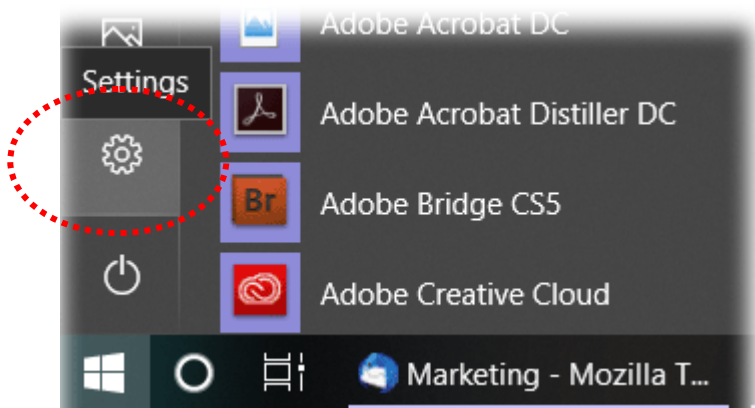 Adobe Acrobat DC
Settings
Adobe Acrobat Distiller DC
Br
Adobe Bridge CS5
Adobe Creative Cloud
Marketing - Mozilla T...